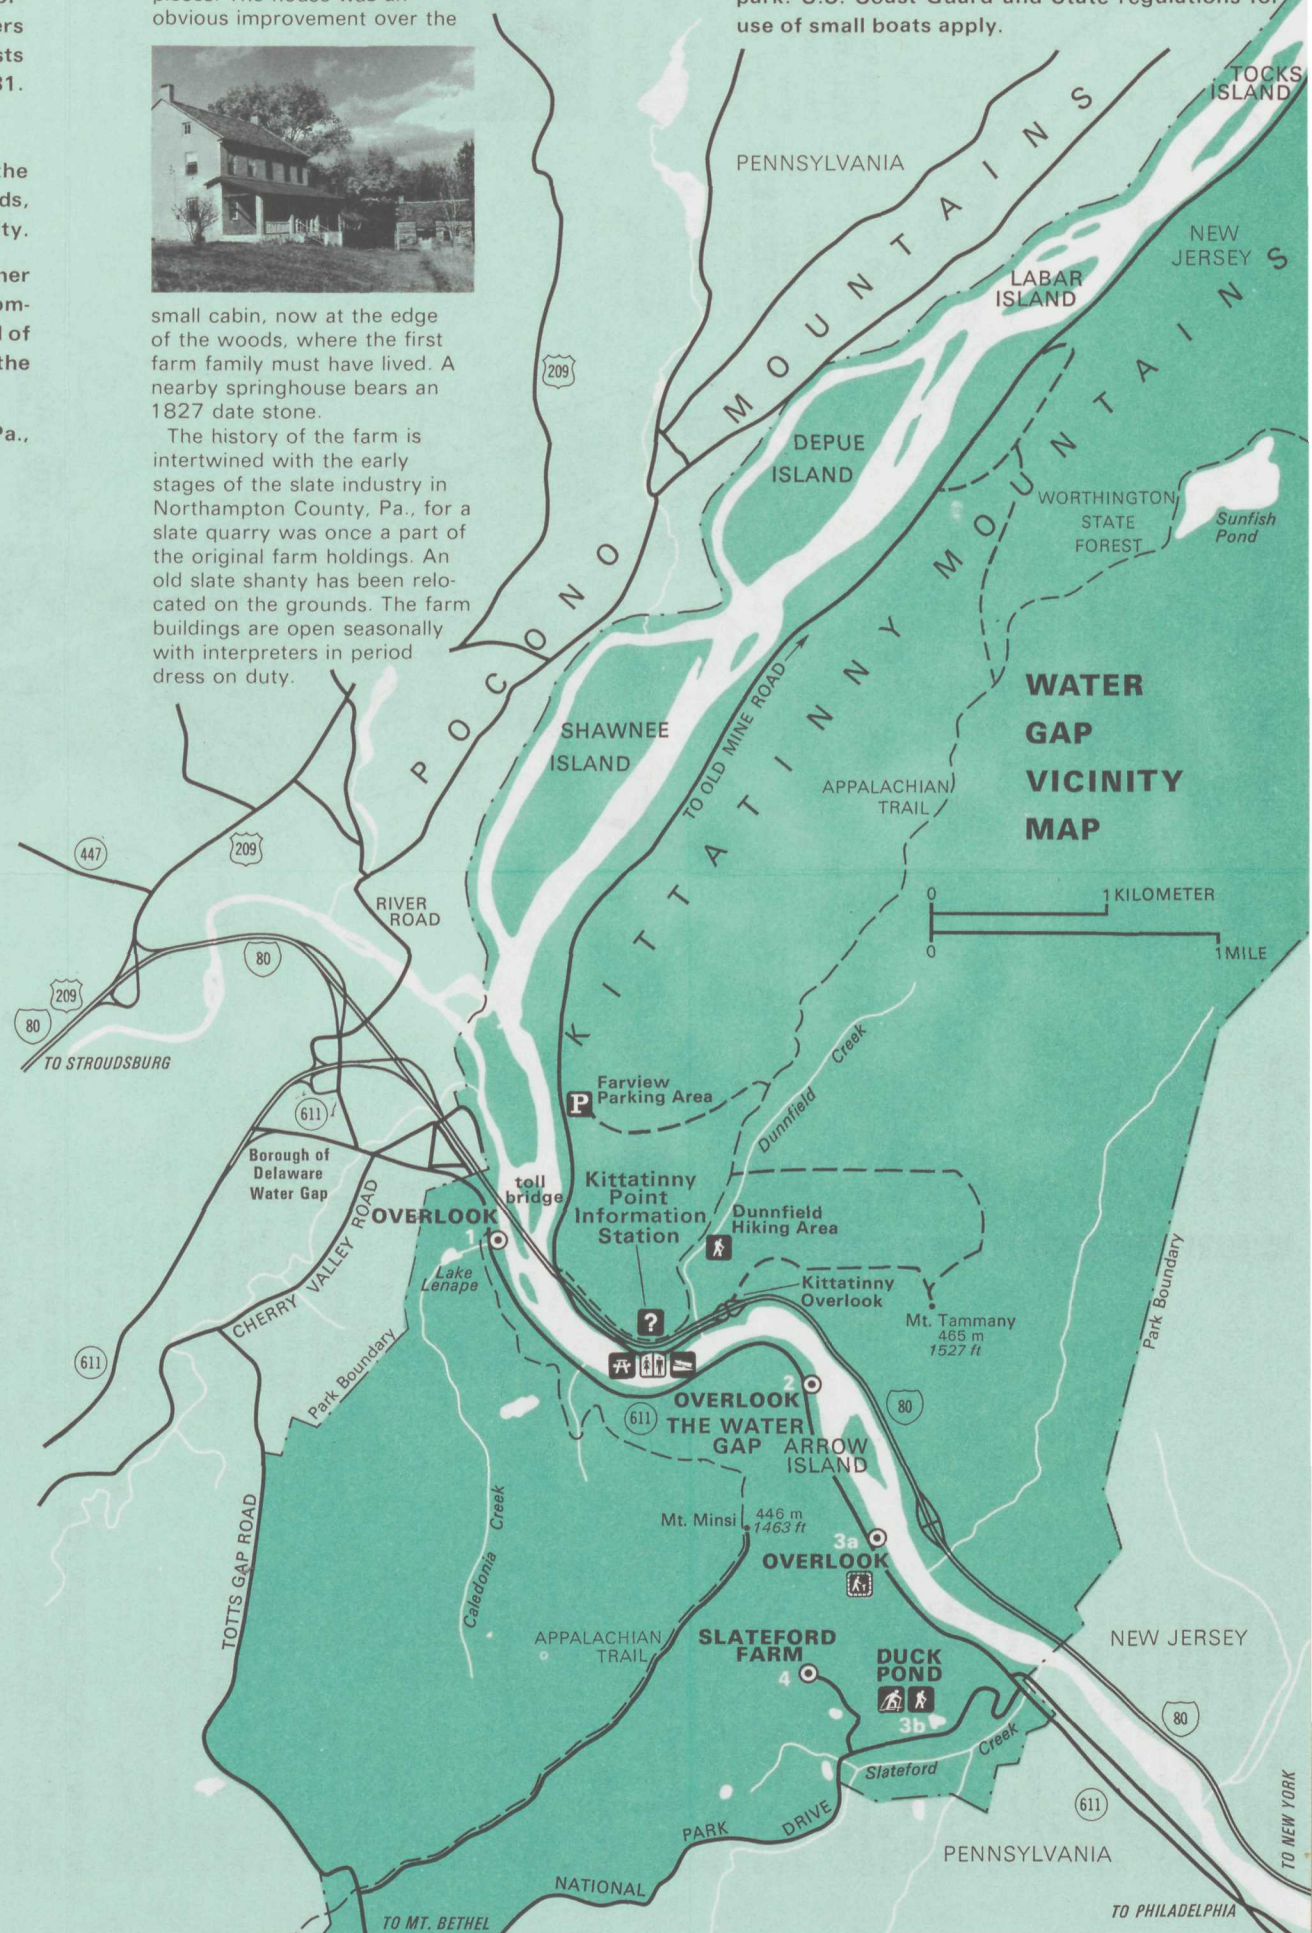 obvious improvement over the
small cabin, now at the edge
of the woods, where the first
farm family must have lived. A
nearby springhouse bears an
1827 date stone.
The history of the farm is
intertwined with the early
stages of the slate industry in
Northampton County, Pa., for a
slate quarry was once a part of
the original farm holdings. An
old slate shanty has been relo-
cated on the grounds. The farm
buildings are open seasonally
with interpreters in period
dress on duty.
ers
sts
31.
the
ds,
ty.
her
om-
l of
the
Pa.,
park. U.S. Coast Guard and State regulations for
use of small boats apply.
TOCKS
ISLAND
PENNSYLVANIA
NEW
JERSEY
LABAR
ISLAND
POCONO MOUNTAINS
209
DEPUE
ISLAND
KITTATINNY MOUNTAINS
WORTHINGTON
STATE
FOREST
Sunfish
Pond
WATER
GAP
VICINITY
MAP
SHAWNEE
ISLAND
TO OLD MINE ROAD
APPALACHIAN
TRAIL
0 1 KILOMETER
0 1 MILE
447
209
RIVER
ROAD
80
209
80
TO STROUDSBURG
611
Borough of
Delaware
Water Gap
P
Farview
Parking Area
Dunnfield Creek
toll
bridge
Kittatinny
Point
Information
Station
Dunnfield
Hiking Area
OVERLOOK
1
Lake
Lenape
CHERRY VALLEY ROAD
Park Boundary
611
?
Kittatinny
Overlook
Mt. Tammany
465 m
1527 ft
Park Boundary
2
OVERLOOK
611
THE WATER
GAP
80
ARROW
ISLAND
Mt. Minsi
446 m
1463 ft
3a
OVERLOOK
Caledonia Creek
TOTTS GAP ROAD
APPALACHIAN
TRAIL
SLATEFORD
FARM
4
DUCK
POND
3b
Slateford Creek
NEW JERSEY
80
611
PENNSYLVANIA
NATIONAL PARK DRIVE
TO MT. BETHEL
TO NEW YORK
TO PHILADELPHIA